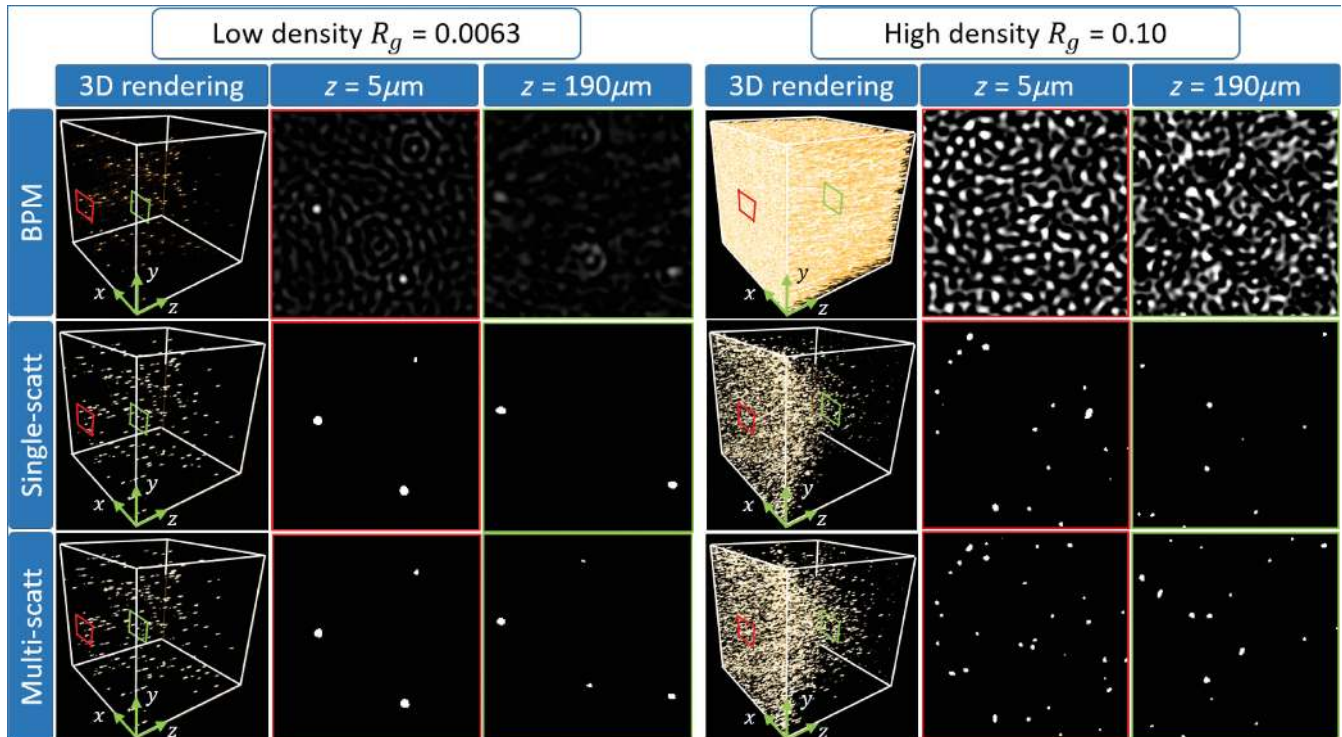 Low density R_g = 0.0063
High density R_g = 0.10
3D rendering
z = 5μm
z = 190μm
3D rendering
z = 5μm
z = 190μm
BPM
x y z
x y z
Single-scatt
x y z
x y z
Multi-scatt
x y z
x y z